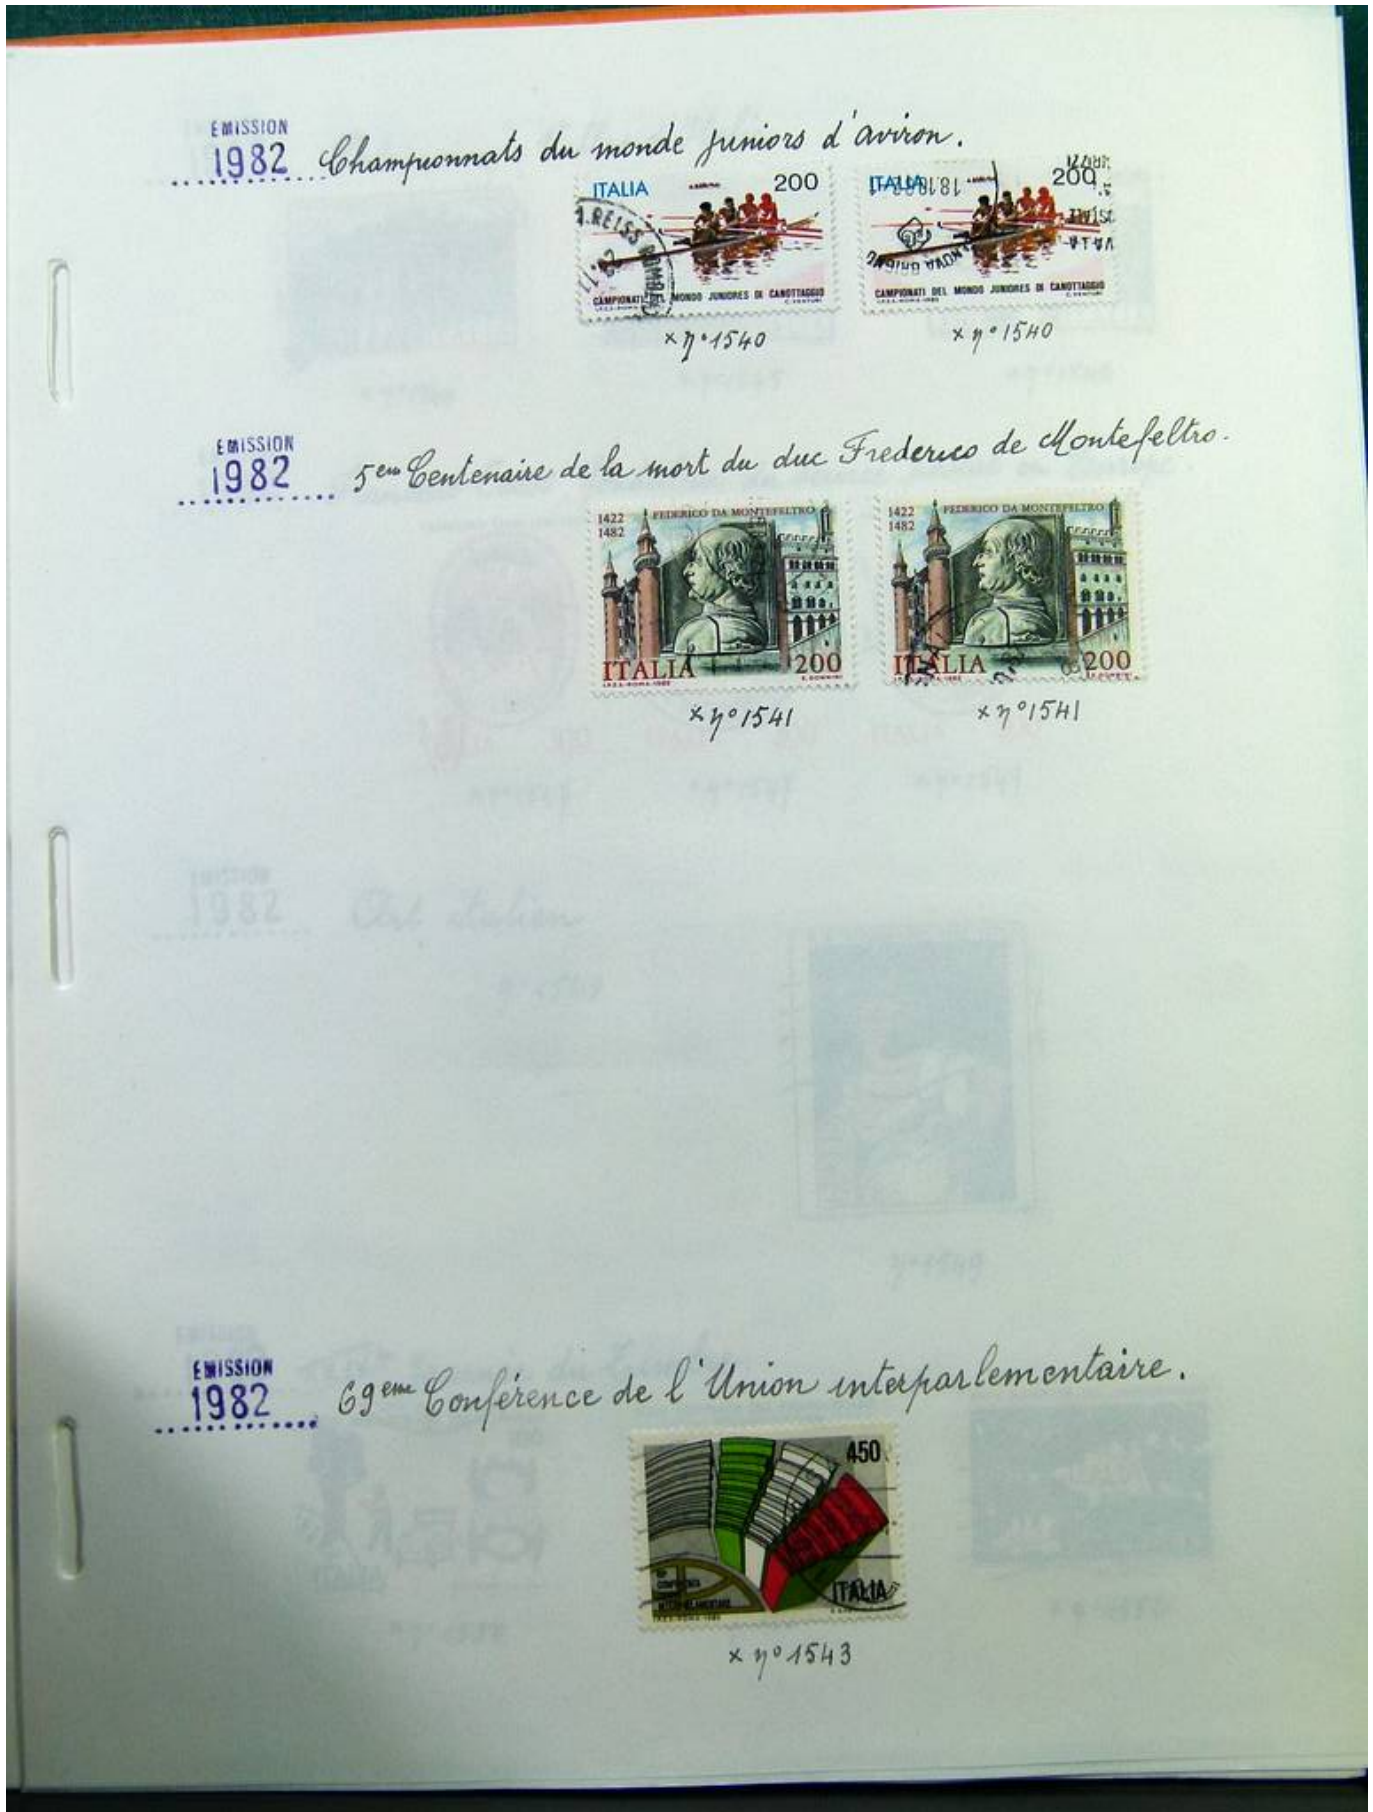 EMISSION
1982 Championnats du monde juniors d'aviron.
ITALIA 200
CAMPIONATI DEL MONDO JUNIORES DI CANOTTAGGIO
ITALIA 200
CAMPIONATI DEL MONDO JUNIORES DI CANOTTAGGIO
x n° 1540
x n° 1540
EMISSION
1982 5em Centenaire de la mort du duc Frederico de Montefeltro.
1422 FEDERICO DA MONTEFELTRO
1482
ITALIA 200
1422 FEDERICO DA MONTEFELTRO
1482
ITALIA 200
x n° 1541
x n° 1541
EMISSION
1982 69eme Conférence de l'Union interparlementaire.
450
CONFERENZA
ITALIA
x n° 1543